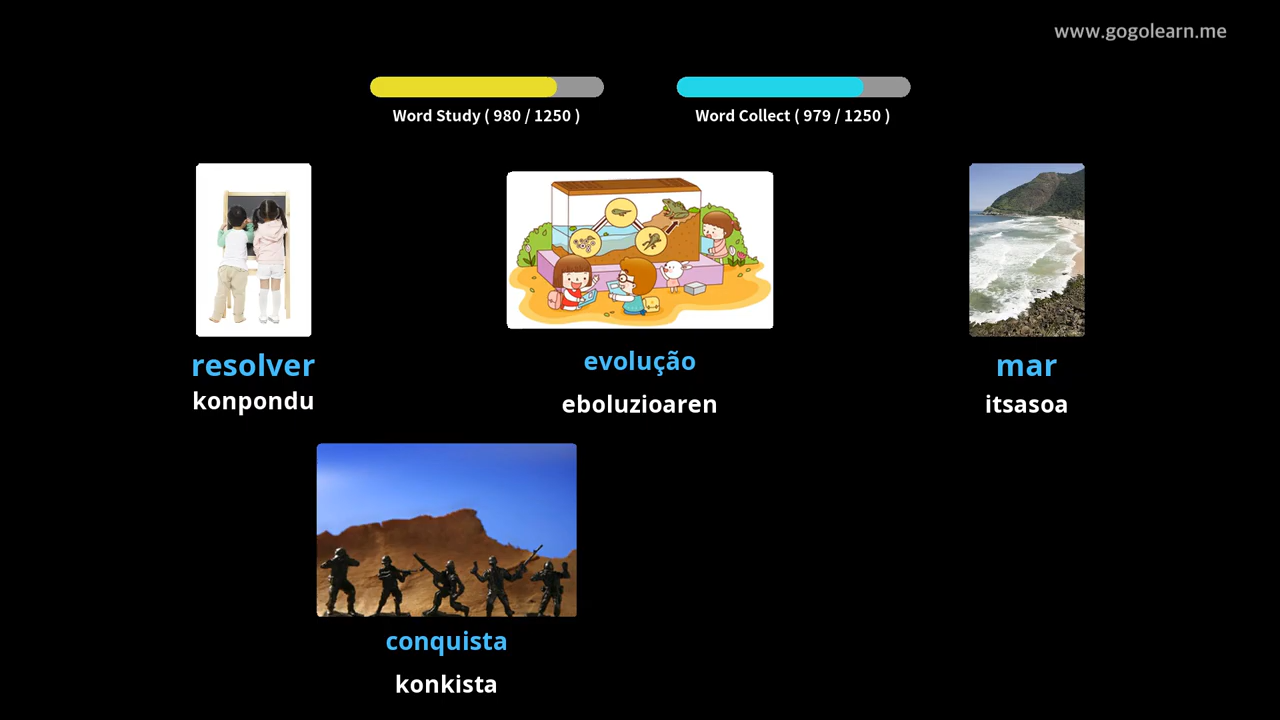 www.gogolearn.me
Word Study ( 980 / 1250 )
Word Collect ( 979 / 1250 )
resolver
konpondu
evolução
eboluzioaren
mar
itsasoa
conquista
konkista